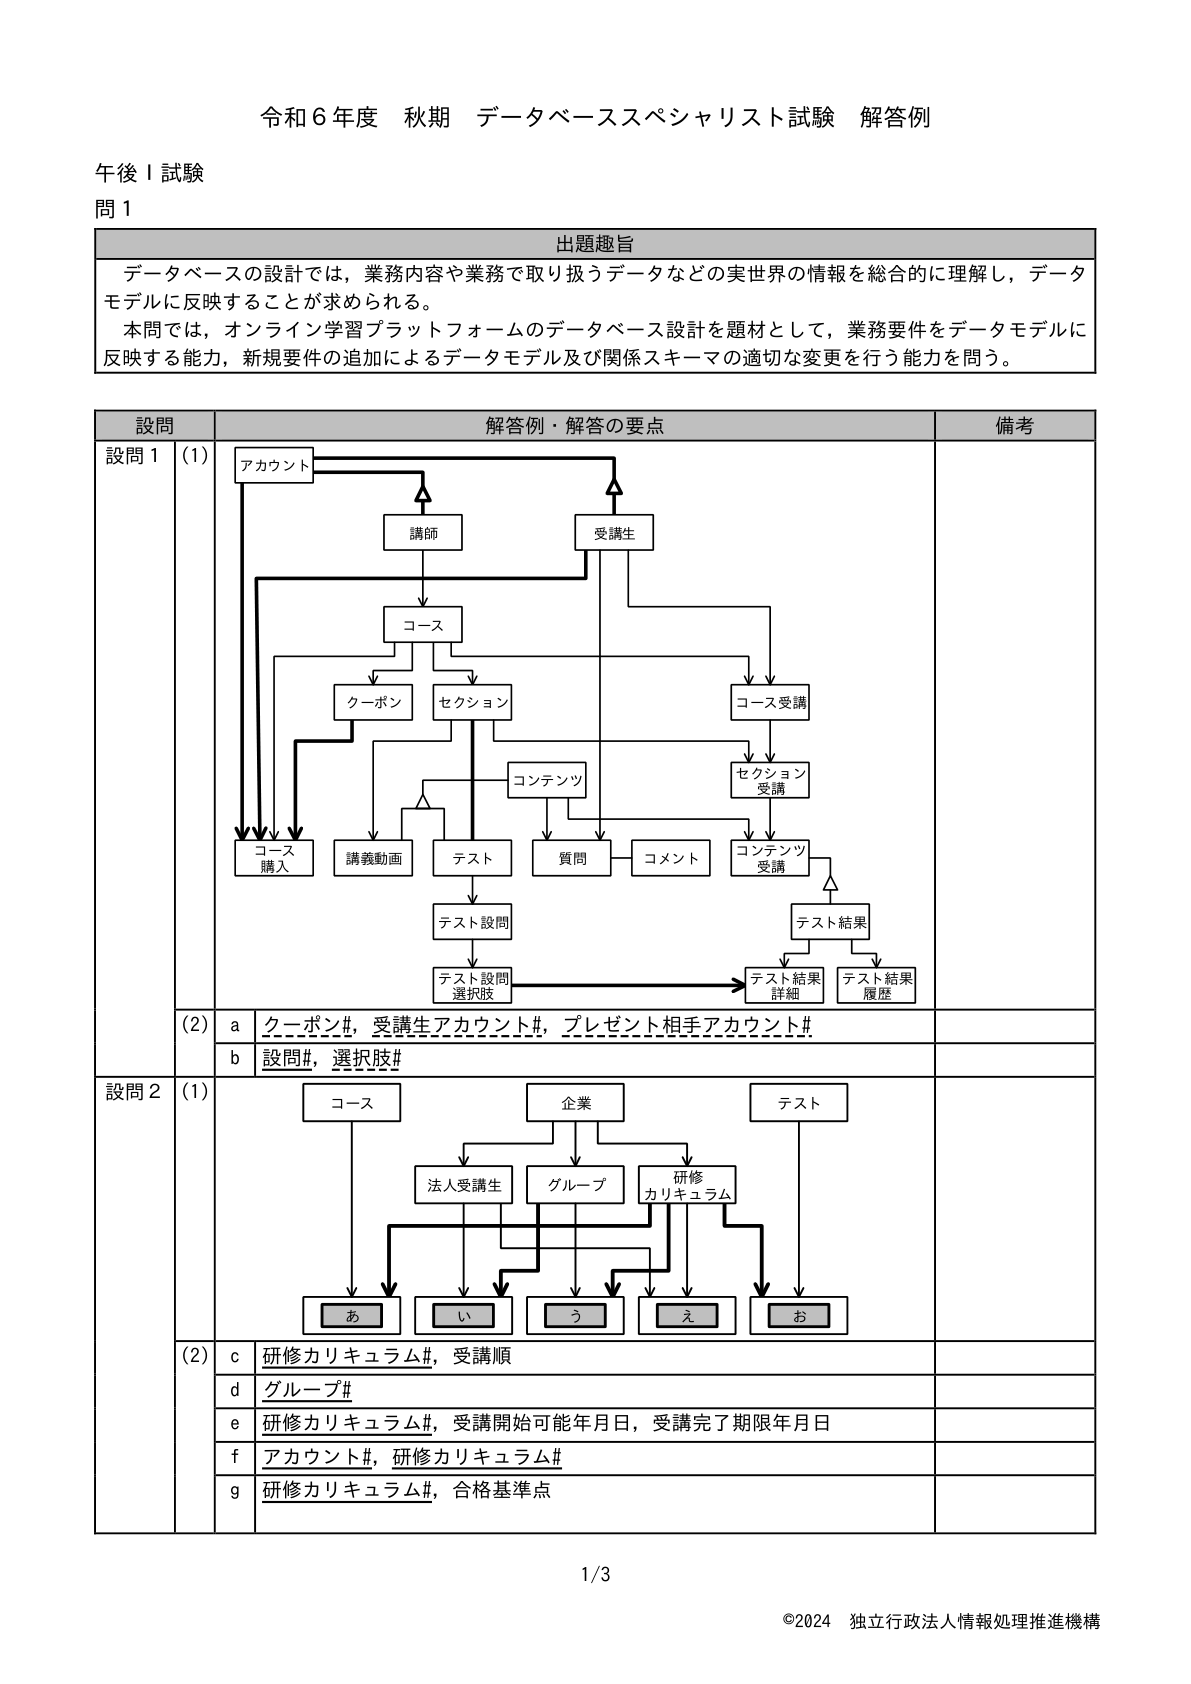 令和６年度　秋期　データベーススペシャリスト試験　解答例
午後Ⅰ試験
問１
出題趣旨
　データベースの設計では，業務内容や業務で取り扱うデータなどの実世界の情報を総合的に理解し，データ
モデルに反映することが求められる。
　本問では，オンライン学習プラットフォームのデータベース設計を題材として，業務要件をデータモデルに
反映する能力，新規要件の追加によるデータモデル及び関係スキーマの適切な変更を行う能力を問う。
設問　解答例・解答の要点　備考
設問１　(1)
アカウント
講師　受講生
コース
クーポン　セクション　コース受講
コンテンツ　セクション
受講
コース
購入
講義動画　テスト　質問　コメント
コンテンツ
受講
テスト設問　テスト結果
テスト設問
選択肢
テスト結果
詳細
テスト結果
履歴
(2)　a　クーポン#，受講生アカウント#，プレゼント相手アカウント#
b　設問#，選択肢#
設問２　(1)
コース　企業　テスト
法人受講生　グループ　研修
カリキュラム
あ　い　う　え　お
(2)　c　研修カリキュラム#，受講順
d　グループ#
e　研修カリキュラム#，受講開始可能年月日，受講完了期限年月日
f　アカウント#，研修カリキュラム#
g　研修カリキュラム#，合格基準点
1/3
©2024　独立行政法人情報処理推進機構